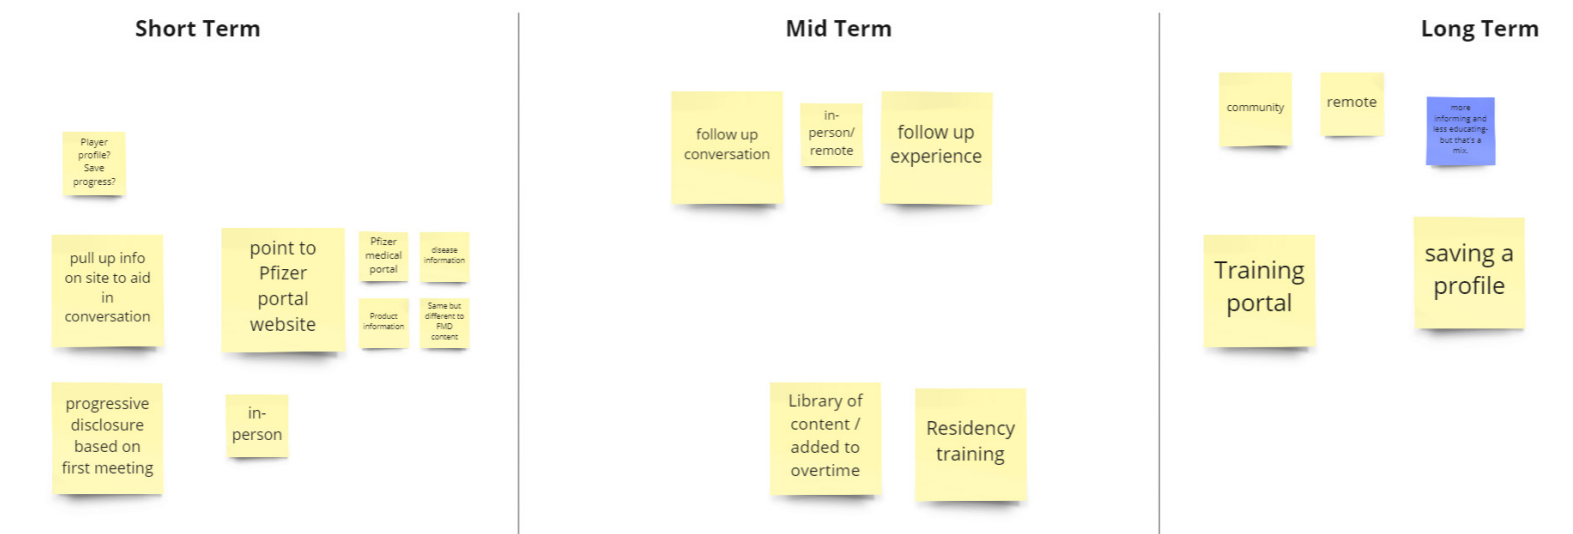 Short Term
Mid Term
Long Term
Player
profile?
Save
progress?
pull up info
on site to aid
in
conversation
point to
Pfizer
portal
website
Pfizer
medical
portal
disease
information
Product
information
Same but
different to
FMD
content
progressive
disclosure
based on
first meeting
in-
person
follow up
conversation
in-
person/
remote
follow up
experience
Library of
content /
added to
overtime
Residency
training
community
remote
more
informing and
less educating-
but that's a
mix.
Training
portal
saving a
profile